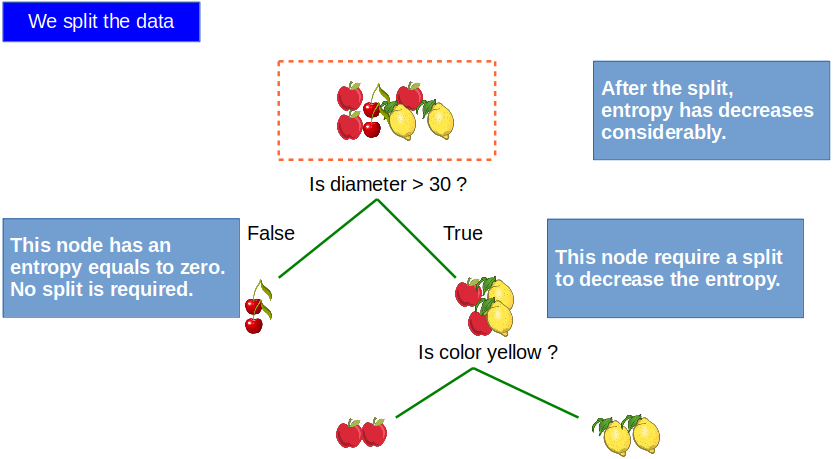 We split the data
After the split,
entropy has decreases
considerably.
Is diameter > 30 ?
False
True
This node has an
entropy equals to zero.
No split is required.
This node require a split
to decrease the entropy.
Is color yellow ?